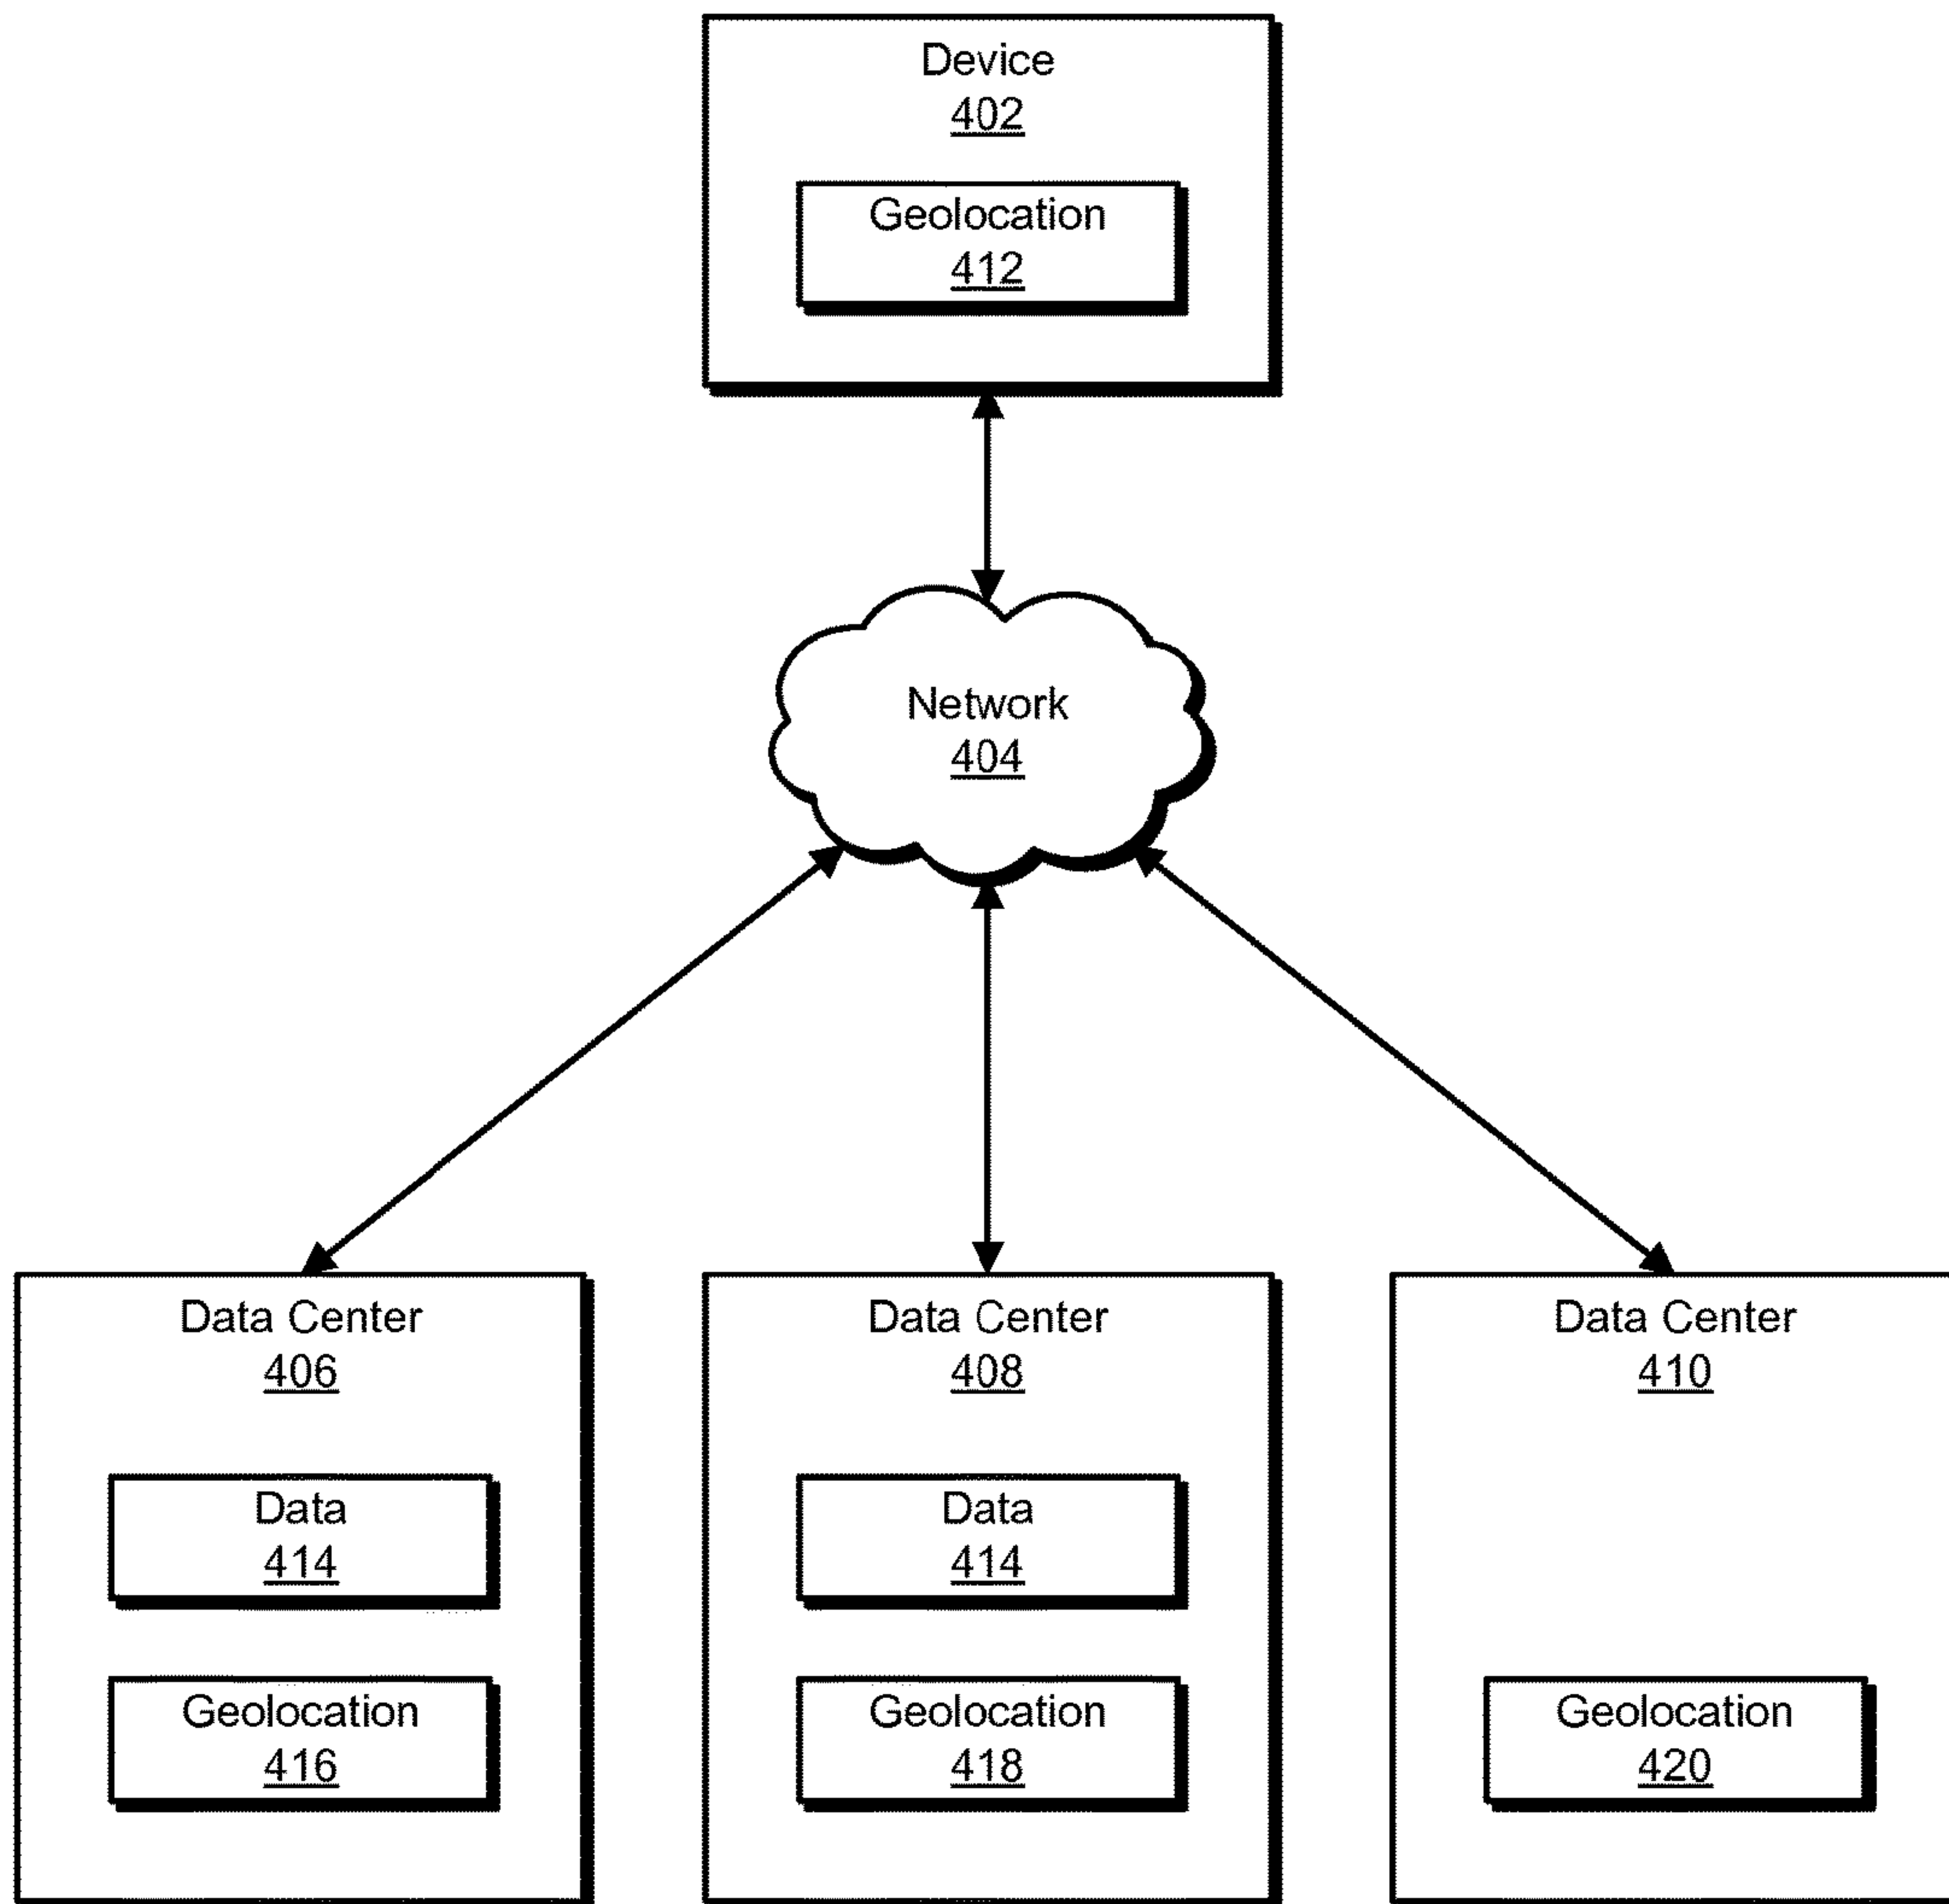 Device
402
Geolocation
412
Network
404
Data Center
406
Data
414
Geolocation
416
Data Center
408
Data
414
Geolocation
418
Data Center
410
Geolocation
420